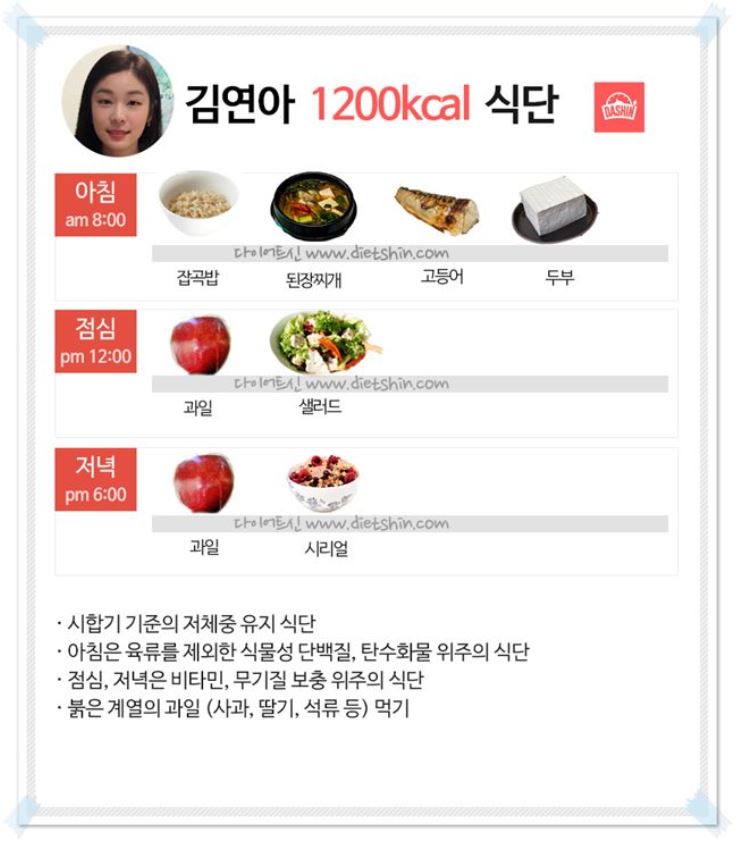 김연아 1200kcal 식단
DASHIN
아침
am 8:00
다이어트신 www.dietshin.com
잡곡밥 된장찌개 고등어 두부
점심
pm 12:00
다이어트신 www.dietshin.com
과일 샐러드
저녁
pm 6:00
다이어트신 www.dietshin.com
과일 시리얼
· 시합기 기준의 저체중 유지 식단
· 아침은 육류를 제외한 식물성 단백질, 탄수화물 위주의 식단
· 점심, 저녁은 비타민, 무기질 보충 위주의 식단
· 붉은 계열의 과일 (사과, 딸기, 석류 등) 먹기